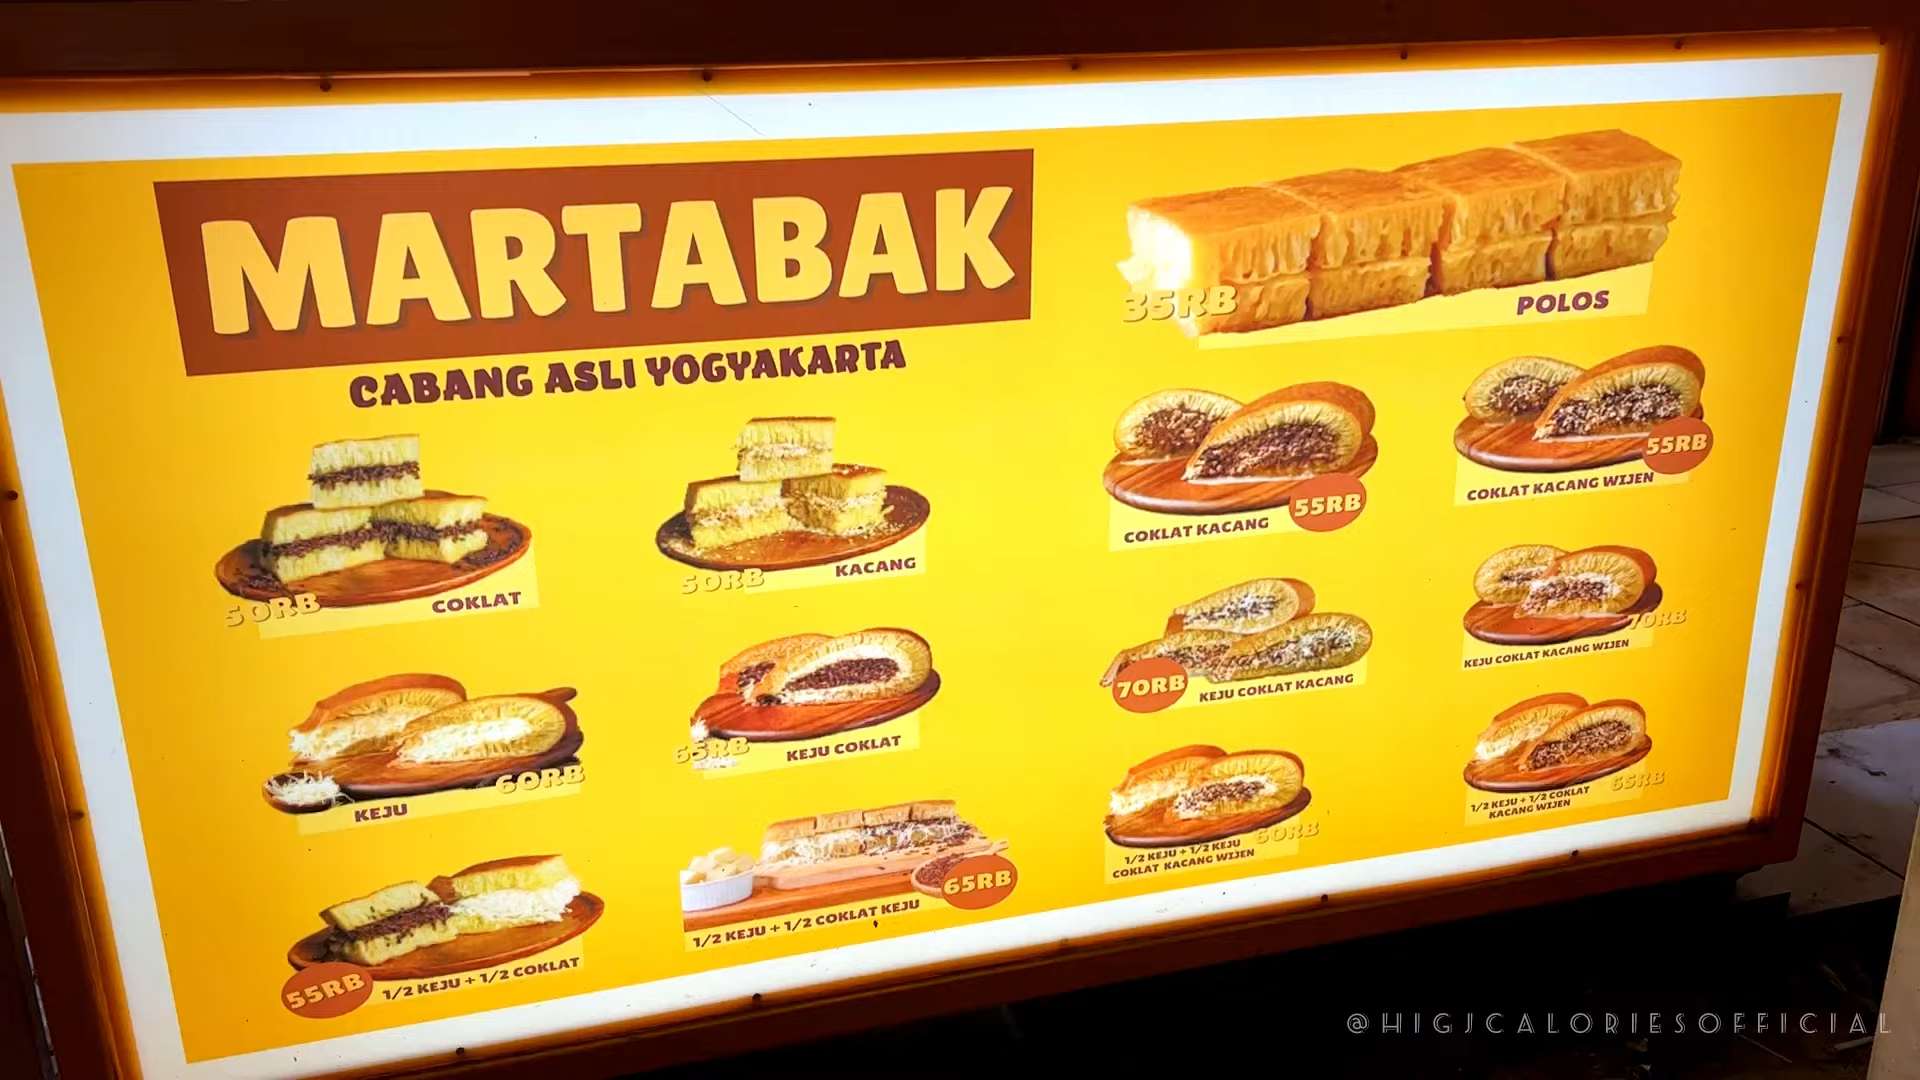 MARTABAK
CABANG ASLI YOGYAKARTA
35RB
POLOS
50RB
COKLAT
50RB
KACANG
60RB
KEJU
65RB
KEJU COKLAT
55RB
1/2 KEJU + 1/2 COKLAT
65RB
1/2 KEJU + 1/2 COKLAT KEJU
55RB
COKLAT KACANG
55RB
COKLAT KACANG WIJEN
70RB
KEJU COKLAT KACANG
70RB
KEJU COKLAT KACANG WIJEN
60RB
1/2 KEJU + 1/2 KEJU
COKLAT KACANG WIJEN
65RB
1/2 KEJU + 1/2 COKLAT
KACANG WIJEN
@HIGJCALORIESOFFICIAL